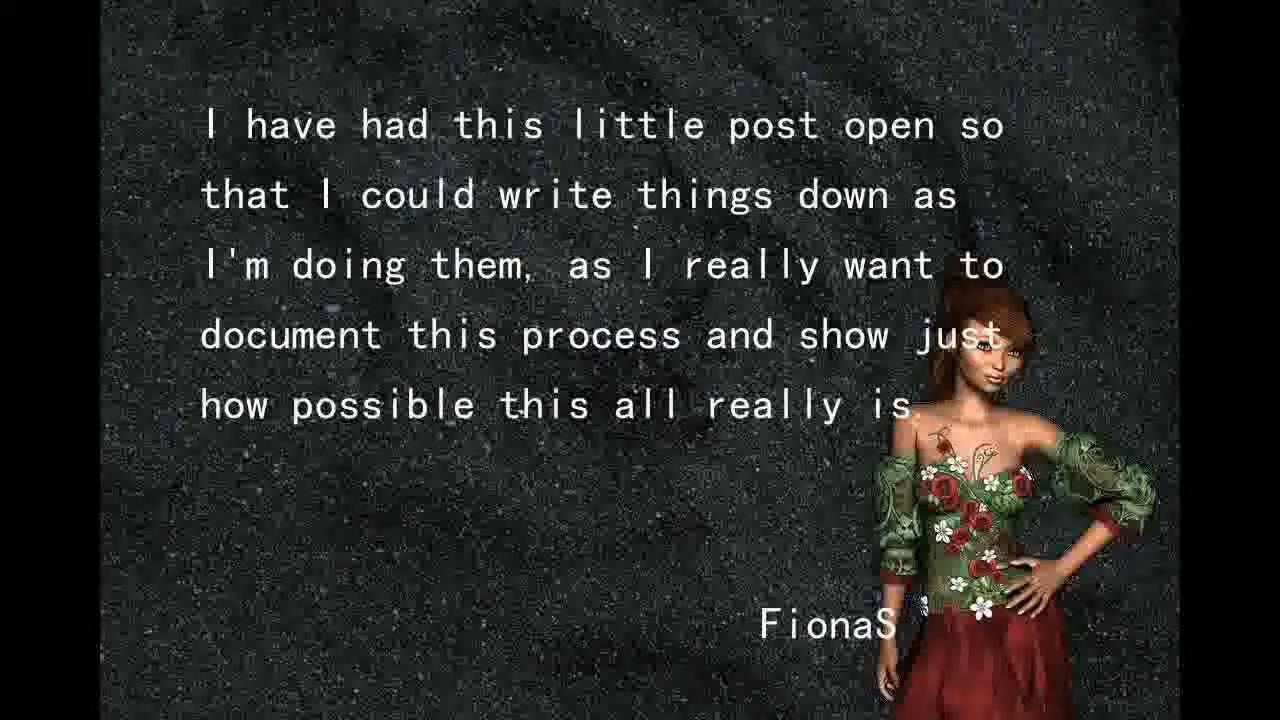 I have had this little post open so
that I could write things down as
I'm doing them, as I really want to
document this process and show just
how possible this all really is.
FionaS